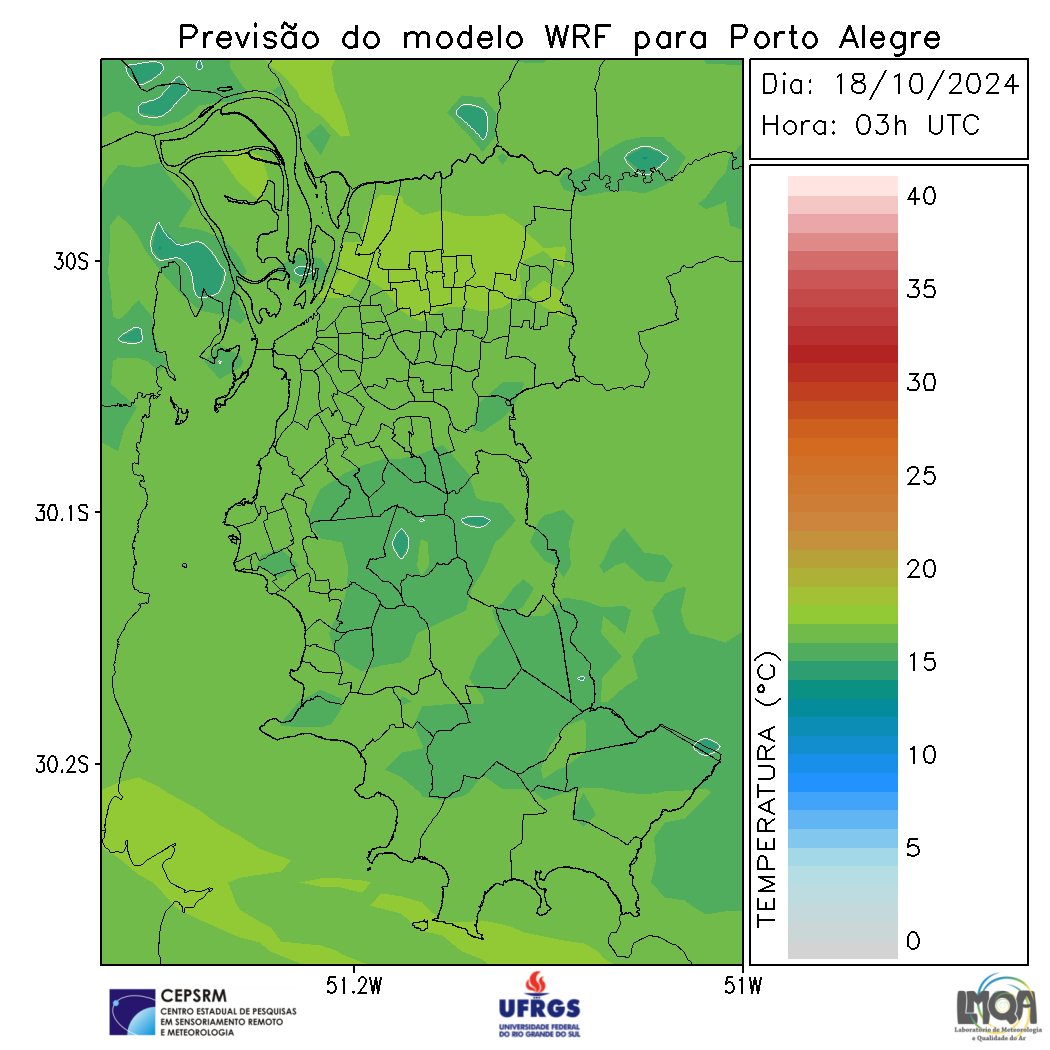 Previsão do modelo WRF para Porto Alegre
Dia: 18/10/2024
Hora: 03h UTC
30S
30.1S
30.2S
51.2W
51W
TEMPERATURA (°C)
40
35
30
25
20
15
10
5
0
CEPSRM
CENTRO ESTADUAL DE PESQUISAS
EM SENSORIAMENTO REMOTO
E METEOROLOGIA
UFRGS
UNIVERSIDADE FEDERAL
DO RIO GRANDE DO SUL
LMQA
Laboratório de Meteorologia
e Qualidade do Ar